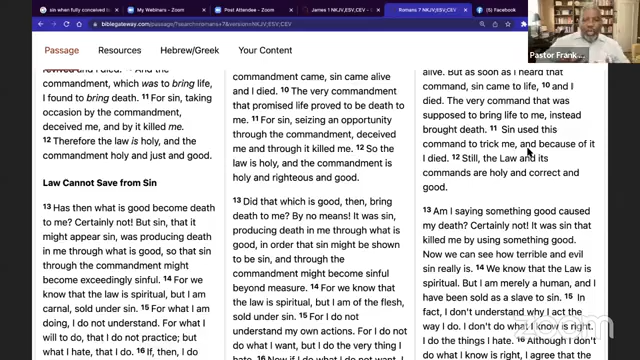 sin when fully conceived b
My Webinars - Zoom
Post Attendee - Zoom
James 1 NKJV;ESV;CEV
Romans 7 NKJV;ESV;CEV
(5) Facebook
biblegateway.com/passage/?search=romans+7&version=NKJV;ESV;CEV
Passage
Resources
Hebrew/Greek
Your Content
Pastor Frank
revived and I died. 10 And the
commandment, which was to bring life,
I found to bring death. 11 For sin, taking
occasion by the commandment,
deceived me, and by it killed me.
12 Therefore the law is holy, and the
commandment holy and just and good.
Law Cannot Save from Sin
13 Has then what is good become death
to me? Certainly not! But sin, that it
might appear sin, was producing death
in me through what is good, so that sin
through the commandment might
become exceedingly sinful. 14 For we
know that the law is spiritual, but I am
carnal, sold under sin. 15 For what I am
doing, I do not understand. For what I
will to do, that I do not practice; but
what I hate, that I do. 16 If, then, I do
commandment came, sin came alive
and I died. 10 The very commandment
that promised life proved to be death to
me. 11 For sin, seizing an opportunity
through the commandment, deceived
me and through it killed me. 12 So the
law is holy, and the commandment is
holy and righteous and good.
13 Did that which is good, then, bring
death to me? By no means! It was sin,
producing death in me through what is
good, in order that sin might be shown
to be sin, and through the
commandment might become sinful
beyond measure. 14 For we know that
the law is spiritual, but I am of the flesh,
sold under sin. 15 For I do not
understand my own actions. For I do
not do what I want, but I do the very
thing I hate. 16 Now if I do what I do not
alive. But as soon as I heard that
command, sin came to life, 10 and I
died. The very command that was
supposed to bring life to me, instead
brought death. 11 Sin used this
command to trick me, and because of it
I died. 12 Still, the Law and its
commands are holy and correct and
good.
13 Am I saying something good caused
my death? Certainly not! It was sin that
killed me by using something good.
Now we can see how terrible and evil
sin really is. 14 We know that the Law is
spiritual. But I am merely a human, and I
have been sold as a slave to sin. 15 In
fact, I don't understand why I act the
way I do. I don't do what I know is right.
I do the things I hate. 16 Although I don't
do what I know is right, I agree that the
zoom